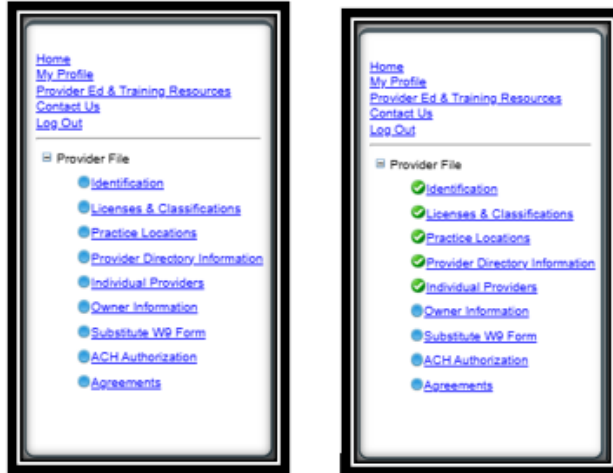 Home
My Profile
Provider Ed & Training Resources
Contact Us
Log Out
Provider File
Identification
Licenses & Classifications
Practice Locations
Provider Directory Information
Individual Providers
Owner Information
Substitute W9 Form
ACH Authorization
Agreements
Home
My Profile
Provider Ed & Training Resources
Contact Us
Log Out
Provider File
Identification
Licenses & Classifications
Practice Locations
Provider Directory Information
Individual Providers
Owner Information
Substitute W9 Form
ACH Authorization
Agreements